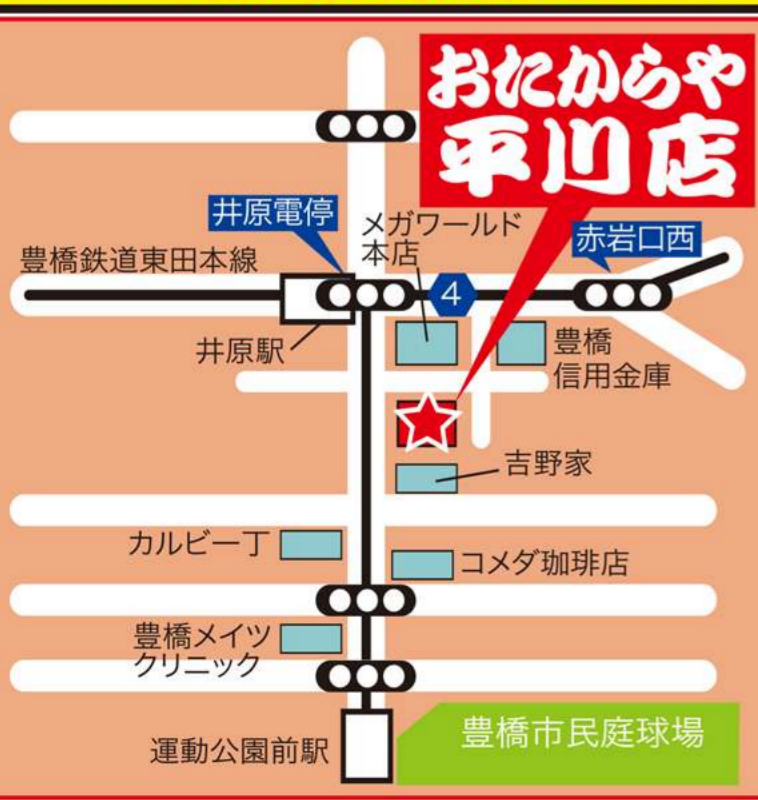 おたからや
平川店
井原電停
メガワールド
本店
赤岩口西
豊橋鉄道東田本線
4
井原駅
豊橋
信用金庫
吉野家
カルビー丁
コメダ珈琲店
豊橋メイツ
クリニック
豊橋市民庭球場
運動公園前駅